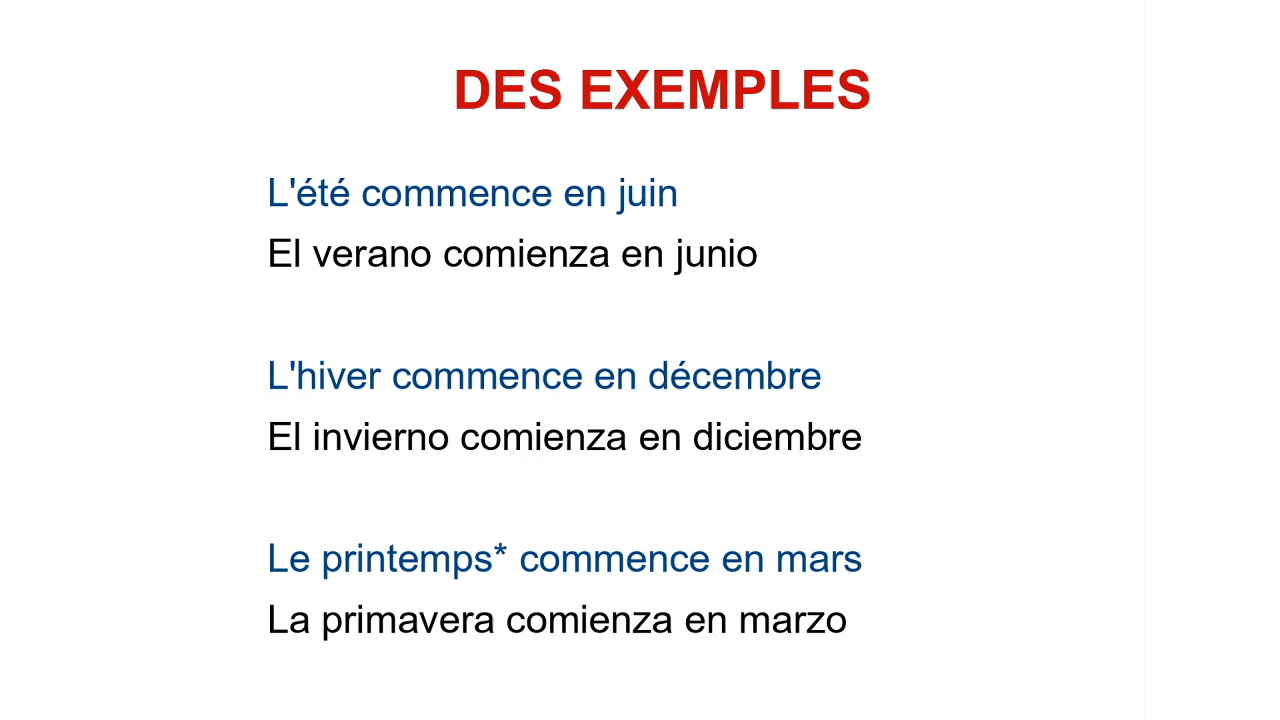 DES EXEMPLES
L'été commence en juin
El verano comienza en junio
L'hiver commence en décembre
El invierno comienza en diciembre
Le printemps* commence en mars
La primavera comienza en marzo